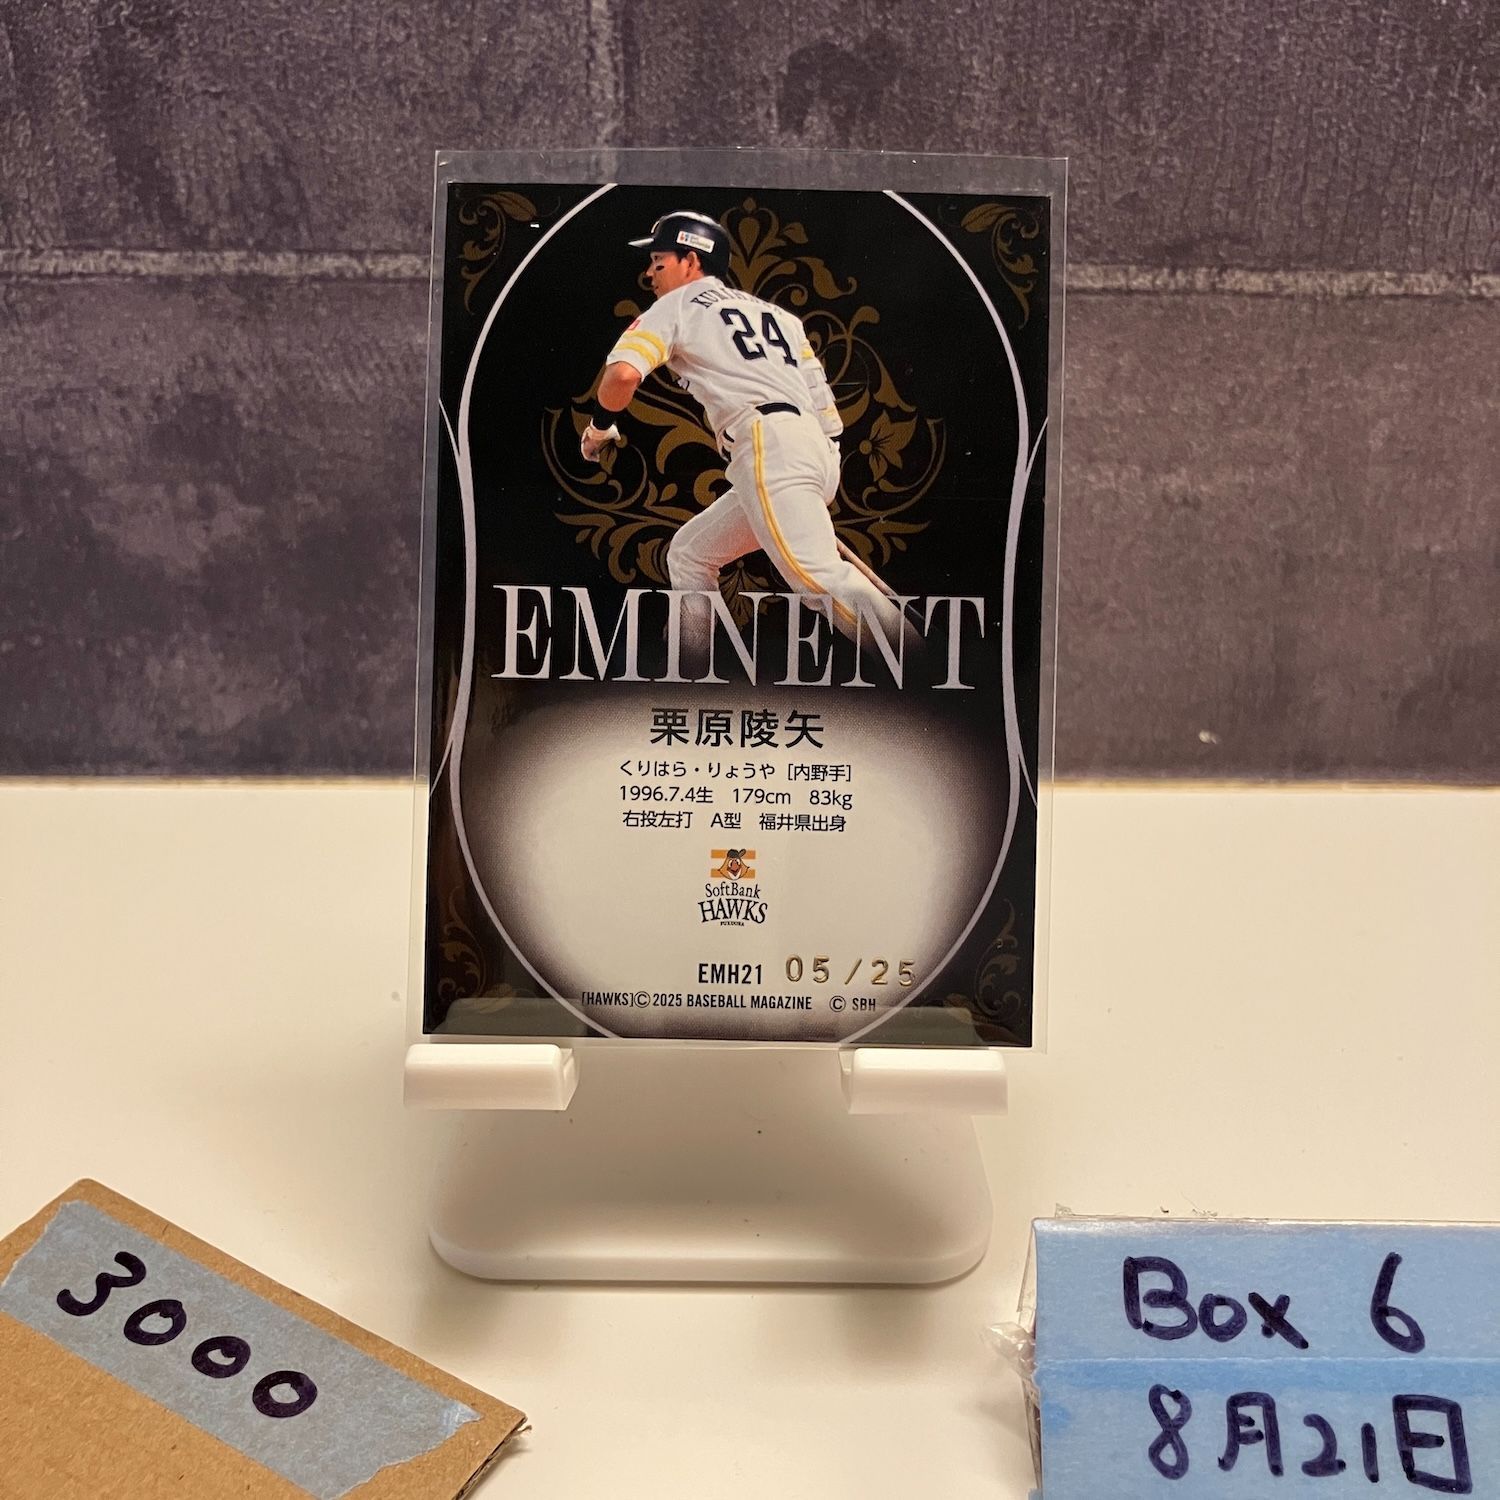 24
EMINENT
栗原陵矢
くりはら・りょうや [内野手]
1996.7.4生 179cm 83kg
右投左打 A型 福井県出身
SoftBank
HAWKS
FUKUOKA
EMH21 05/25
[HAWKS]© 2025 BASEBALL MAGAZINE © SBH
3000
Box 6
8月21日